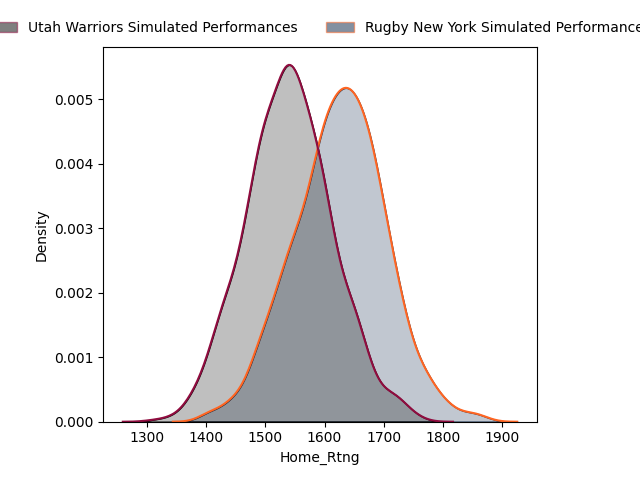 Utah Warriors Simulated Performances
Rugby New York Simulated Performance
0.005
0.004
0.003
0.002
0.001
0.000
Density
1300 1400 1500 1600 1700 1800 1900
Home_Rtng